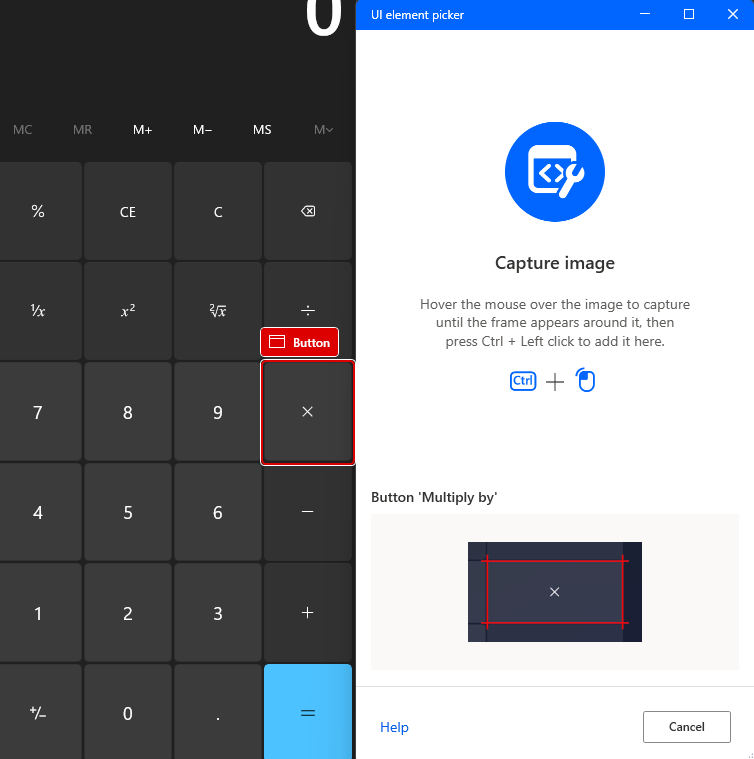 0
MC MR M+ M− MS M
% CE C
¹/x x² ²√x ÷
Button
7 8 9 ×
4 5 6 −
1 2 3 +
+/− 0 . =
UI element picker
Capture image
Hover the mouse over the image to capture
until the frame appears around it, then
press Ctrl + Left click to add it here.
Ctrl +
Button 'Multiply by'
×
Help
Cancel